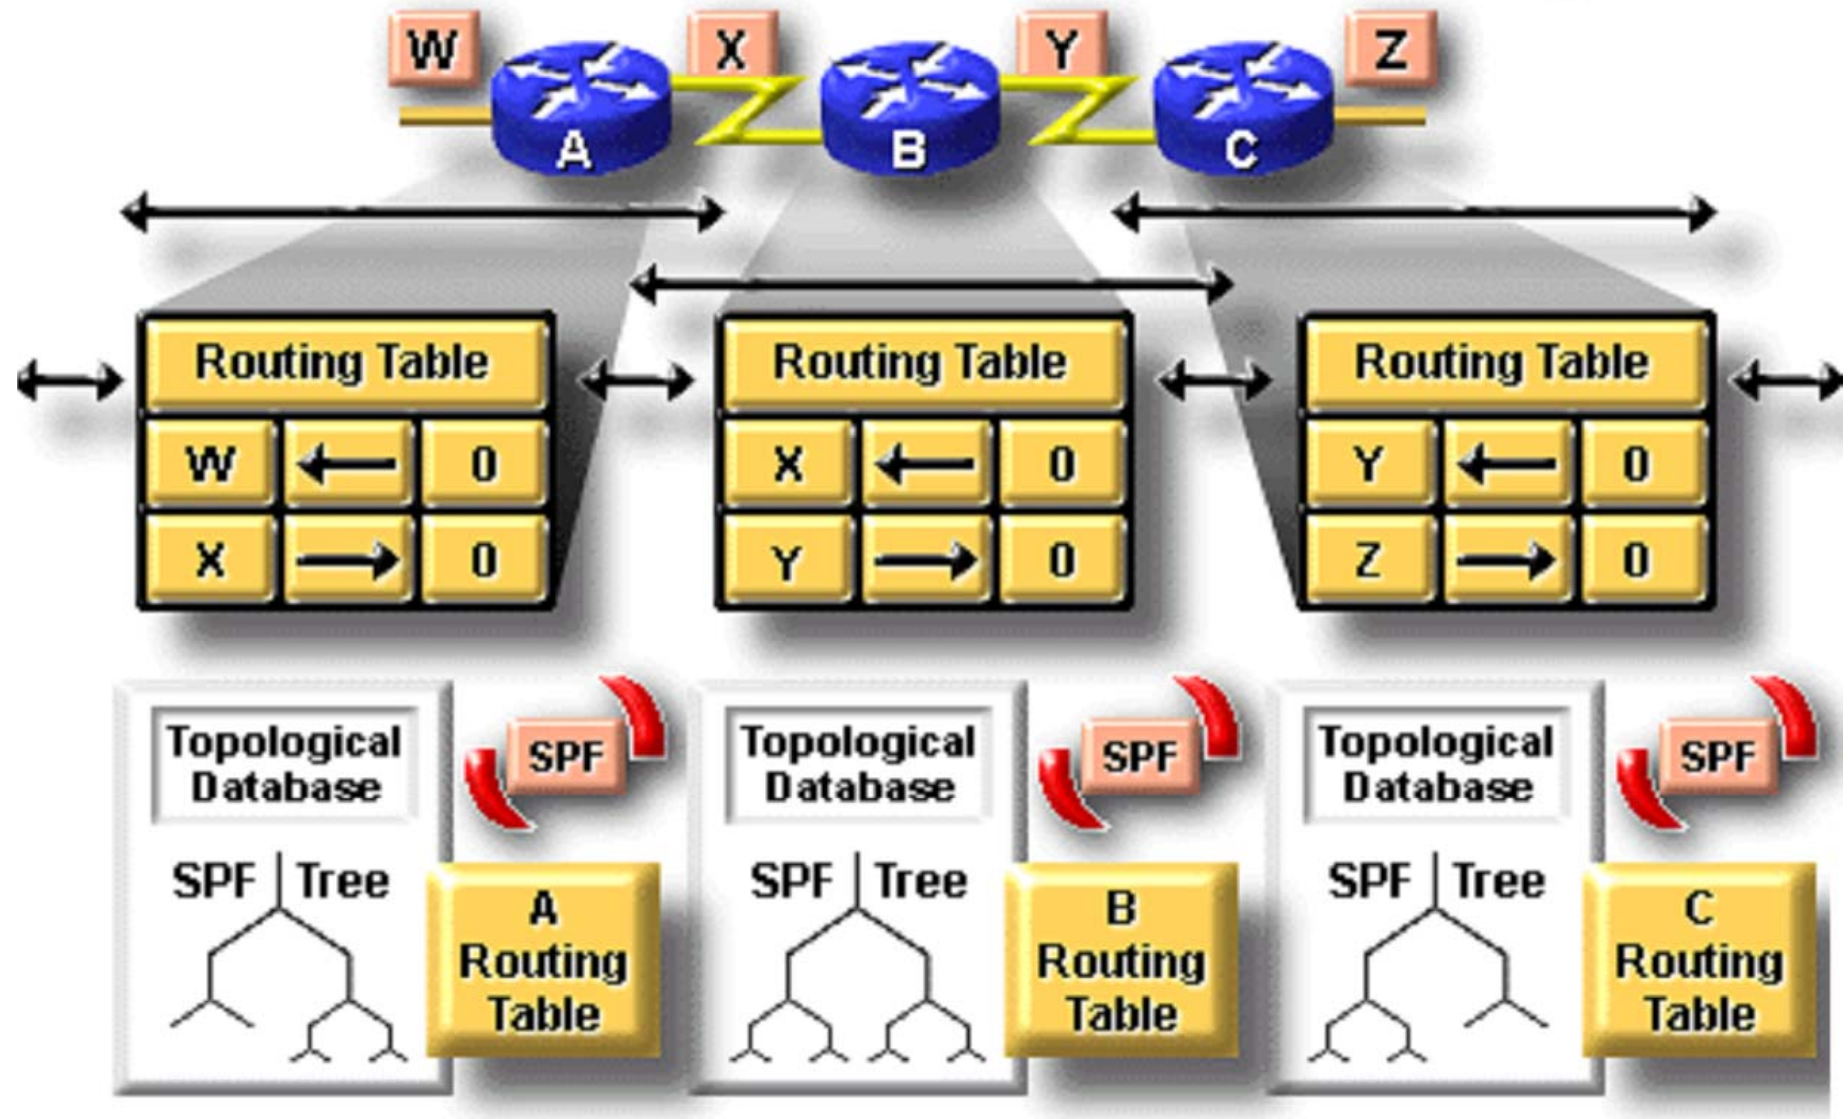 W X Y Z
A B C
Routing Table Routing Table Routing Table
W 0 X 0 Y 0
X 0 Y 0 Z 0
SPF SPF SPF
Topological Topological Topological
Database Database Database
SPF Tree SPF Tree SPF Tree
A B C
Routing Routing Routing
Table Table Table